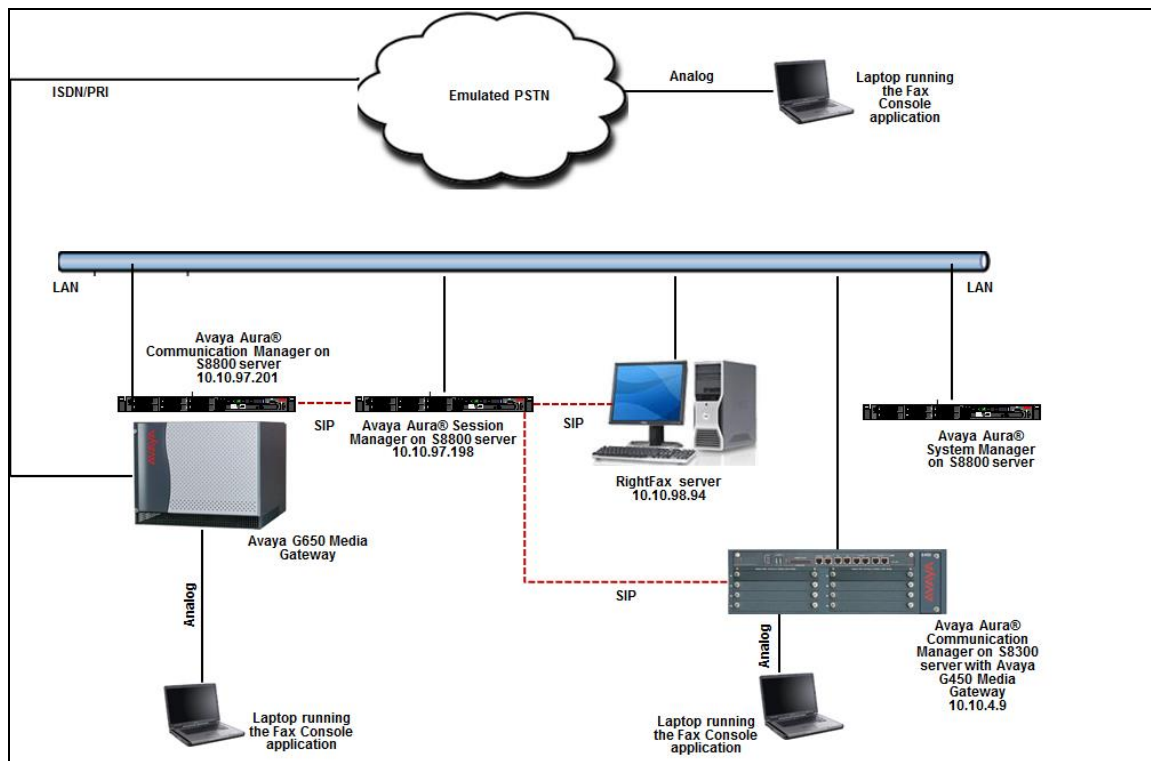 ISDN/PRI
Emulated PSTN
Analog
Laptop running
the Fax
Console
application
LAN
LAN
Avaya Aura®
Communication Manager on
S8800 server
10.10.97.201
SIP
Avaya Aura® Session
Manager on S8800 server
10.10.97.198
SIP
RightFax server
10.10.98.94
Avaya Aura®
System Manager
on S8800 server
AVAYA
Avaya G650 Media
Gateway
Analog
SIP
AVAYA
Analog
Avaya Aura®
Communication
Manager on S8300
server with Avaya
G450 Media
Gateway
10.10.4.9
Laptop running
the Fax Console
application
Laptop running
the Fax Console
application